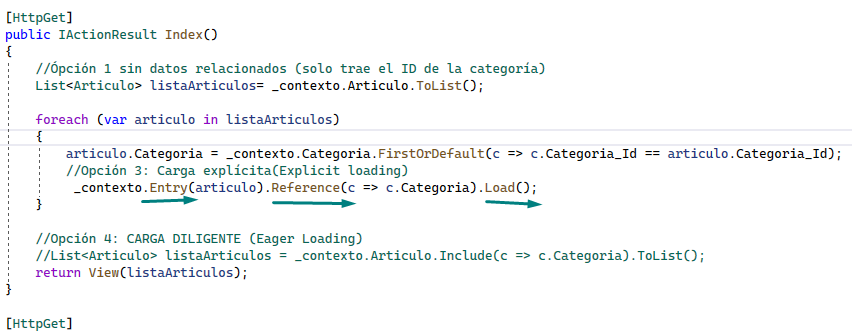 [HttpGet]
public IActionResult Index()
{
//Ópción 1 sin datos relacionados (solo trae el ID de la categoría)
List<Articulo> listaArticulos= _contexto.Articulo.ToList();
foreach (var articulo in listaArticulos)
{
articulo.Categoria = _contexto.Categoria.FirstOrDefault(c => c.Categoria_Id == articulo.Categoria_Id);
//Opción 3: Carga explícita(Explicit loading)
_contexto.Entry(articulo).Reference(c => c.Categoria).Load();
}
//Opción 4: CARGA DILIGENTE (Eager Loading)
//List<Articulo> listaArticulos = _contexto.Articulo.Include(c => c.Categoria).ToList();
return View(listaArticulos);
}
[HttpGet]